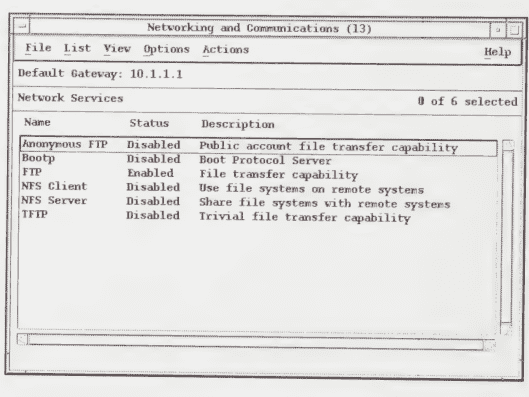 Networking and Communications (13)
File List View Options Actions Help
Default Gateway: 10.1.1.1
Network Services 0 of 6 selected
Name Status Description
Anonymous FTP Disabled Public account file transfer capability
Bootp Disabled Boot Protocol Server
FTP Enabled File transfer capability
NFS Client Disabled Use file systems on remote systems
NFS Server Disabled Share file systems with remote systems
TFTP Disabled Trivial file transfer capability